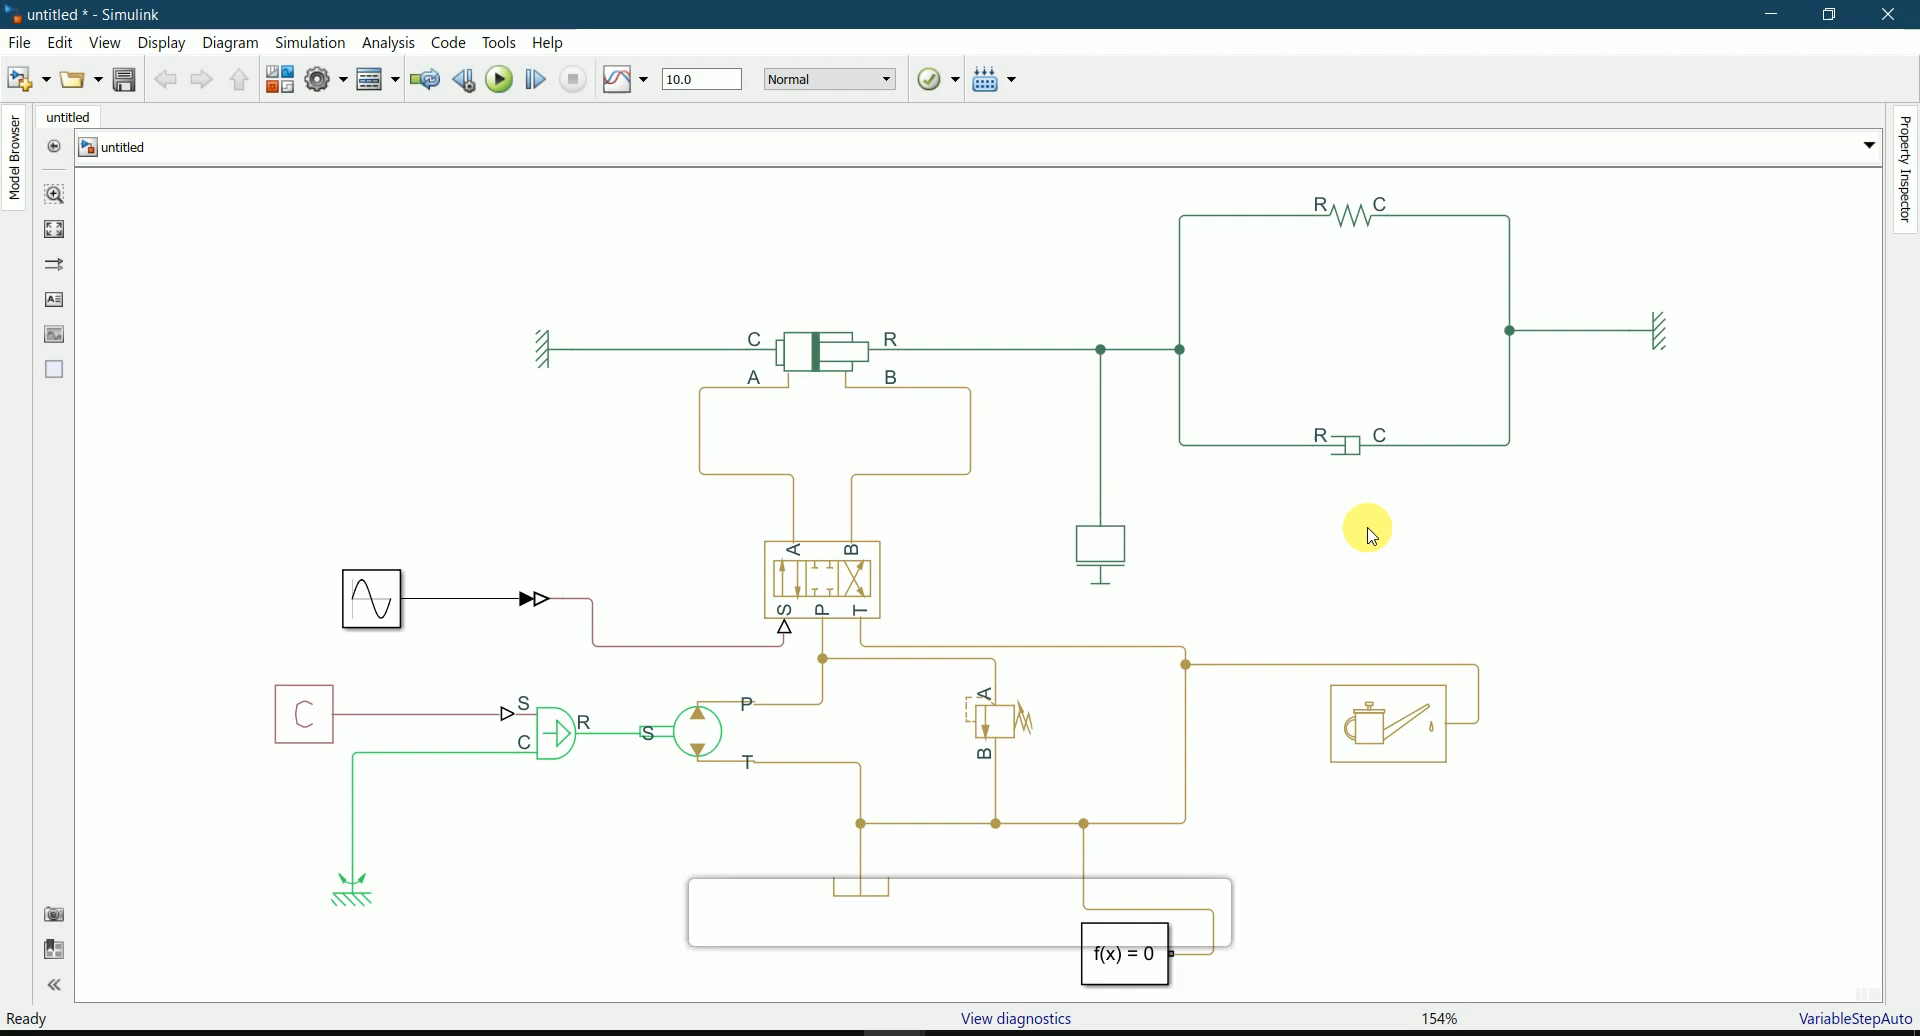 untitled * - Simulink
File Edit View Display Diagram Simulation Analysis Code Tools Help
10.0 Normal
Model Browser
untitled
Property Inspector
untitled
R C
C R
A B
R C
A B
S P T
C
S
R
C
S
P
T
A
B
f(x) = 0
Ready View diagnostics 154% VariableStepAuto